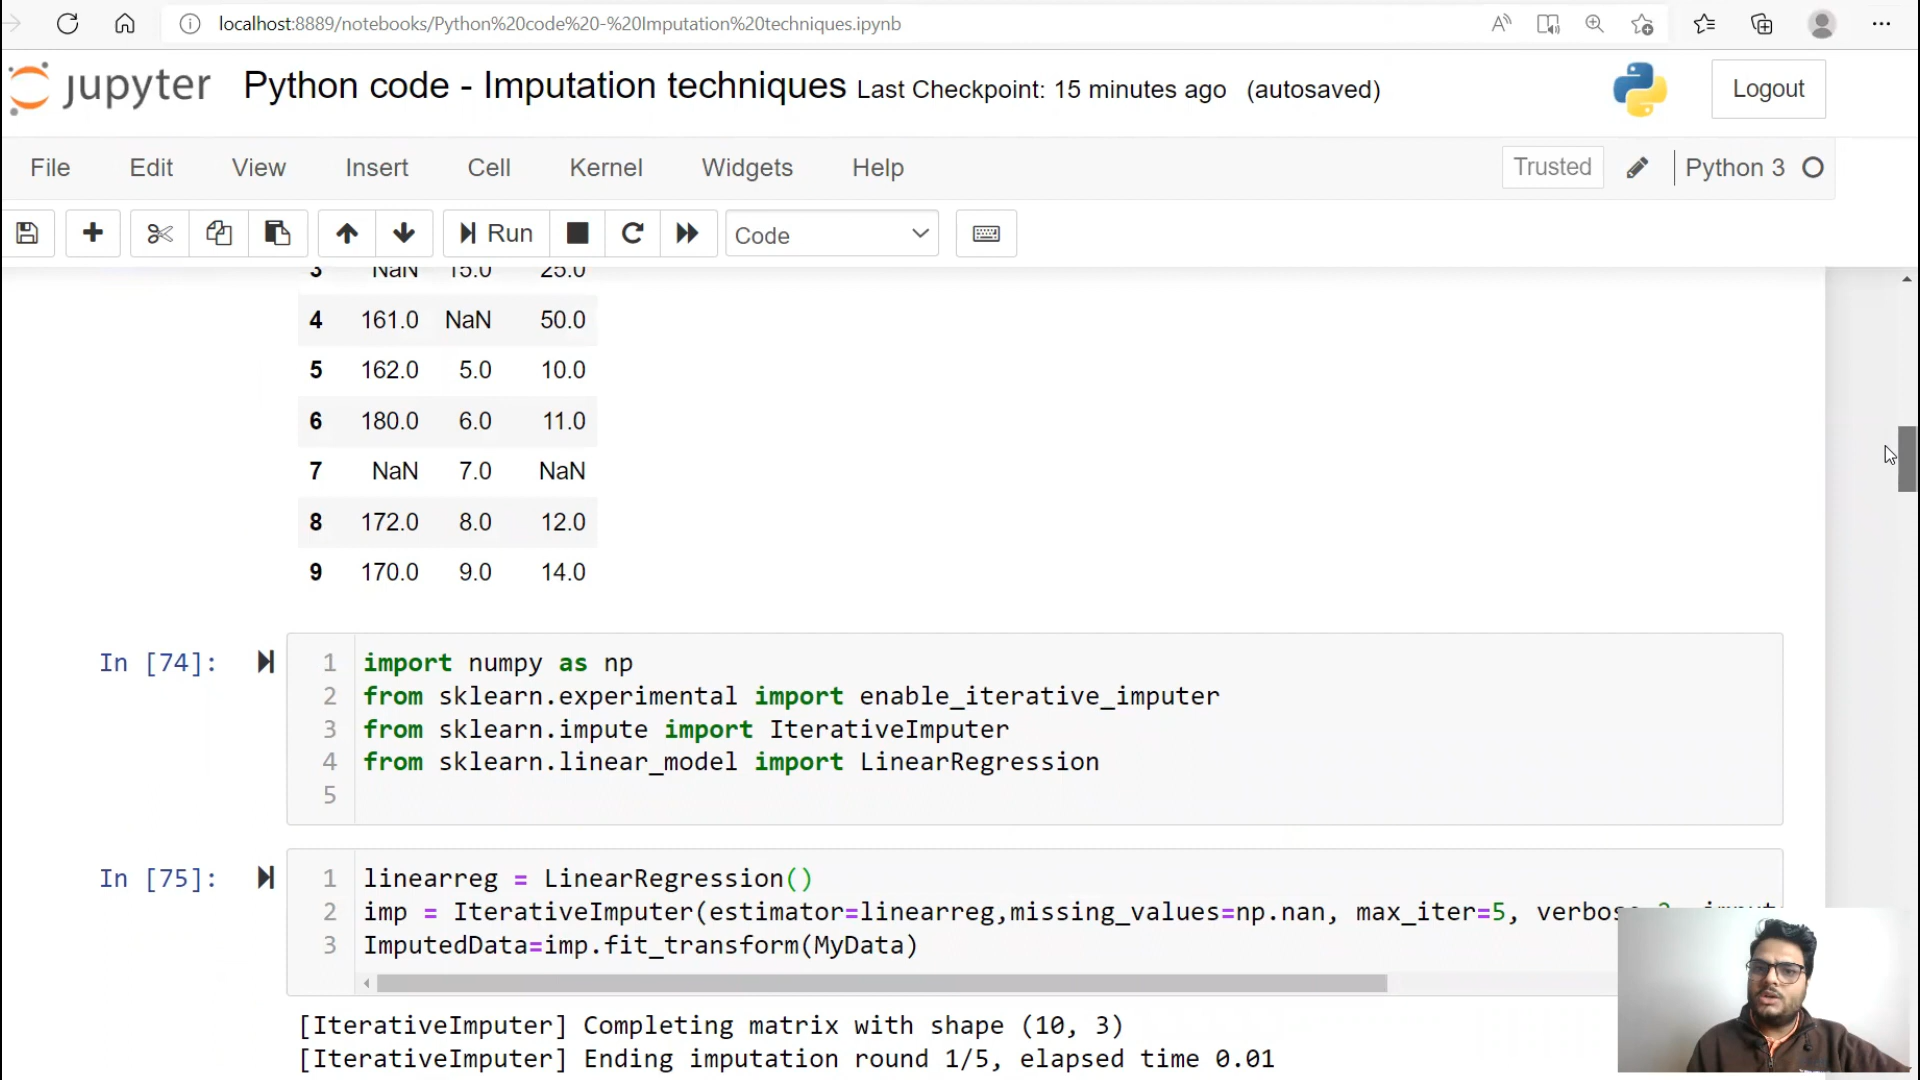 localhost:8889/notebooks/Python%20code%20-%20Imputation%20techniques.ipynb
jupyter Python code - Imputation techniques Last Checkpoint: 15 minutes ago (autosaved) Logout
File Edit View Insert Cell Kernel Widgets Help Trusted Python 3
Run Code
3 NaN 15.0 25.0
4 161.0 NaN 50.0
5 162.0 5.0 10.0
6 180.0 6.0 11.0
7 NaN 7.0 NaN
8 172.0 8.0 12.0
9 170.0 9.0 14.0
In [74]:
1 import numpy as np
2 from sklearn.experimental import enable_iterative_imputer
3 from sklearn.impute import IterativeImputer
4 from sklearn.linear_model import LinearRegression
5
In [75]:
1 linearreg = LinearRegression()
2 imp = IterativeImputer(estimator=linearreg,missing_values=np.nan, max_iter=5,
3 ImputedData=imp.fit_transform(MyData)
[IterativeImputer] Completing matrix with shape (10, 3)
[IterativeImputer] Ending imputation round 1/5, elapsed time 0.01